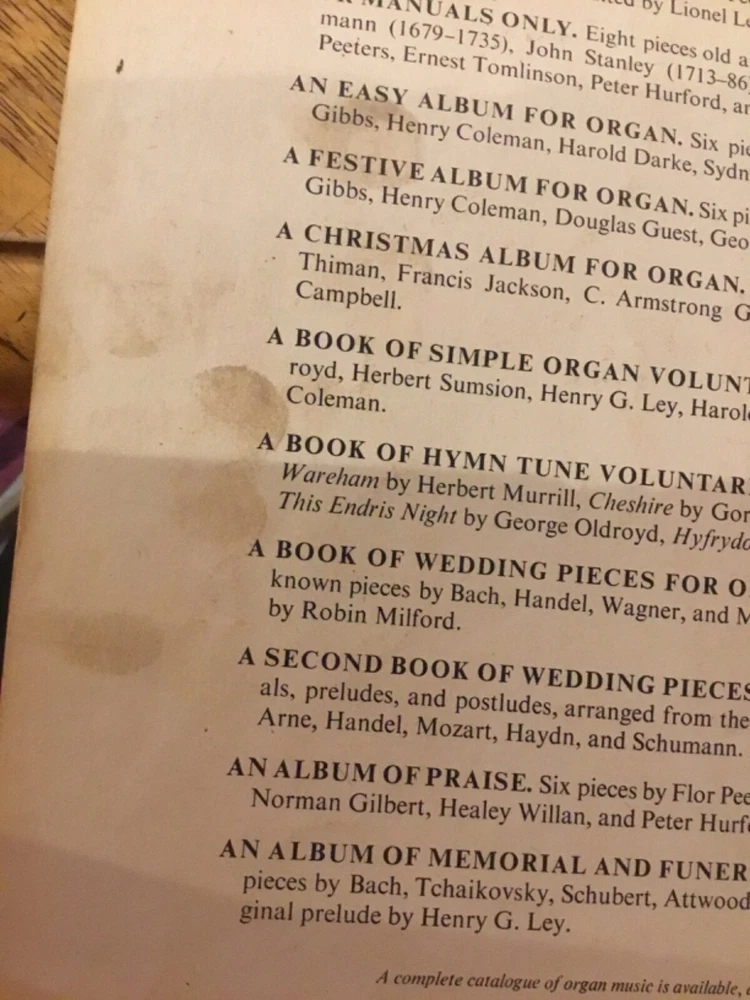 by Lionel
MANUALS ONLY. Eight pieces old
mann (1679–1735), John Stanley (1713–86
Peeters, Ernest Tomlinson, Peter Hurford,
AN EASY ALBUM FOR ORGAN. Six
Gibbs, Henry Coleman, Harold Darke,
A FESTIVE ALBUM FOR ORGAN. Six
Gibbs, Henry Coleman, Douglas Guest,
A CHRISTMAS ALBUM FOR ORGAN.
Thiman, Francis Jackson, C. Armstrong
Campbell.
A BOOK OF SIMPLE ORGAN
royd, Herbert Sumsion, Henry G. Ley,
Coleman.
A BOOK OF HYMN TUNE
Wareham by Herbert Murrill, Cheshire by
This Endris Night by George Oldroyd,
A BOOK OF WEDDING PIECES FOR
known pieces by Bach, Handel, Wagner, and
by Robin Milford.
A SECOND BOOK OF WEDDING PIECES
als, preludes, and postludes, arranged from the
Arne, Handel, Mozart, Haydn, and Schumann.
AN ALBUM OF PRAISE. Six pieces by Flor
Norman Gilbert, Healey Willan, and Peter
AN ALBUM OF MEMORIAL AND
pieces by Bach, Tchaikovsky, Schubert, Attwood
ginal prelude by Henry G. Ley.
A complete catalogue of organ music is available,